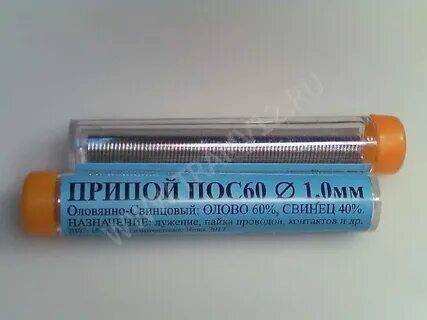 ПРИПОЙ ПОС60 ∅ 1.0мм
Оловянно-Свинцовый: ОЛОВО 60%, СВИНЕЦ 40%.
НАЗНАЧЕНИЕ: лужение, пайка проводов, контактов и др.